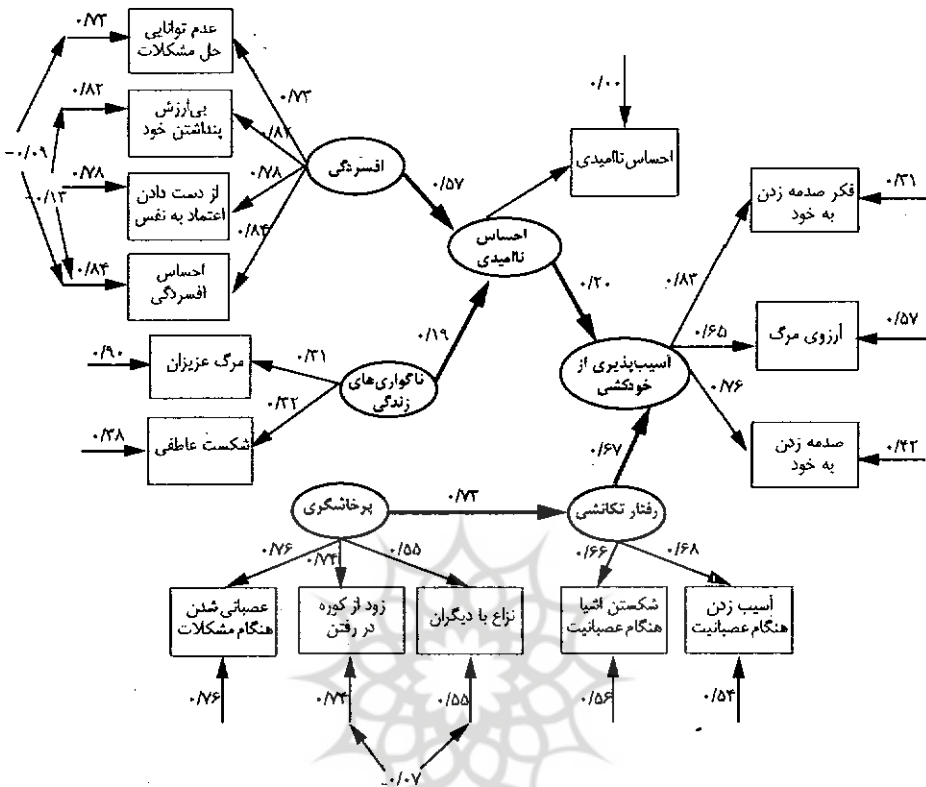 ۰/۷۳
عدم توانایی
حل مشکلات
۰/۷۳
۰/۸۲
بی‌ارزش
پنداشتن خود
۰/۸۲
-۰/۰۹
۰/۷۸
از دست دادن
اعتماد به نفس
۰/۷۸
-۰/۱۳
۰/۸۴
احساس
افسردگی
۰/۸۴
افسردگی
۰/۵۷
۰/۰۰
احساس ناامیدی
احساس
ناامیدی
۰/۲۰
۰/۱۹
فکر صدمه زدن
به خود
۰/۳۱
۰/۸۳
آرزوی مرگ
۰/۵۷
۰/۶۵
صدمه زدن
به خود
۰/۴۲
۰/۷۶
آسیب‌پذیری از
خودکشی
۰/۶۷
۰/۹۰
مرگ عزیزان
۰/۳۱
ناگواری‌های
زندگی
۰/۳۸
شکست عاطفی
۰/۳۲
پرخاشگری
۰/۷۳
رفتار تکانشی
۰/۷۶
۰/۷۴
۰/۵۵
۰/۶۶
۰/۶۸
عصبانی شدن
هنگام مشکلات
زود از کوره
در رفتن
نزاع با دیگران
شکستن اشیا
هنگام عصبانیت
آسیب زدن
هنگام عصبانیت
۰/۷۶
۰/۷۴
۰/۵۵
۰/۵۶
۰/۵۴
-۰/۰۷